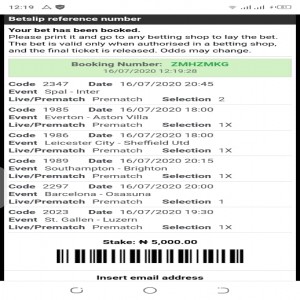 12:19
Betslip reference number
Your bet has been booked.
Please print it and go to any betting shop to lay the bet.
The bet is valid only when authorised in a betting shop,
and the final ticket is released. Odds may change.
Booking Number: ZMHZMKG
16/07/2020 12:19:28
Code 2347 Date 16/07/2020 20:45
Event Spal - Inter
Live/Prematch Prematch Selection 2
Code 1985 Date 16/07/2020 18:00
Event Everton - Aston Villa
Live/Prematch Prematch Selection 1X
Code 1986 Date 16/07/2020 18:00
Event Leicester City - Sheffield Utd
Live/Prematch Prematch Selection 1X
Code 1989 Date 16/07/2020 20:15
Event Southampton - Brighton
Live/Prematch Prematch Selection 1X
Code 2297 Date 16/07/2020 20:00
Event Barcelona - Osasuna
Live/Prematch Prematch Selection 1
Code 2023 Date 16/07/2020 19:30
Event St. Gallen - Luzern
Live/Prematch Prematch Selection 1X
Stake: ₦ 5,000.00
Insert email address